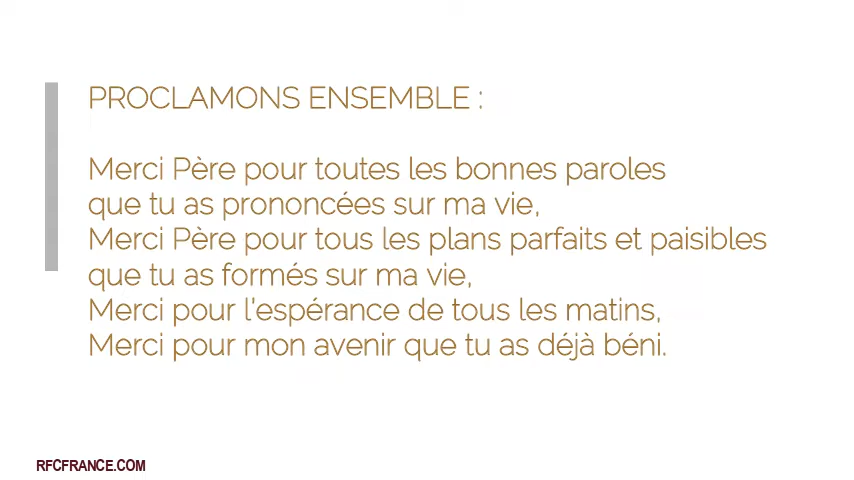 PROCLAMONS ENSEMBLE :
Merci Père pour toutes les bonnes paroles
que tu as prononcées sur ma vie,
Merci Père pour tous les plans parfaits et paisibles
que tu as formés sur ma vie,
Merci pour l'espérance de tous les matins,
Merci pour mon avenir que tu as déjà béni.
RFCFRANCE.COM